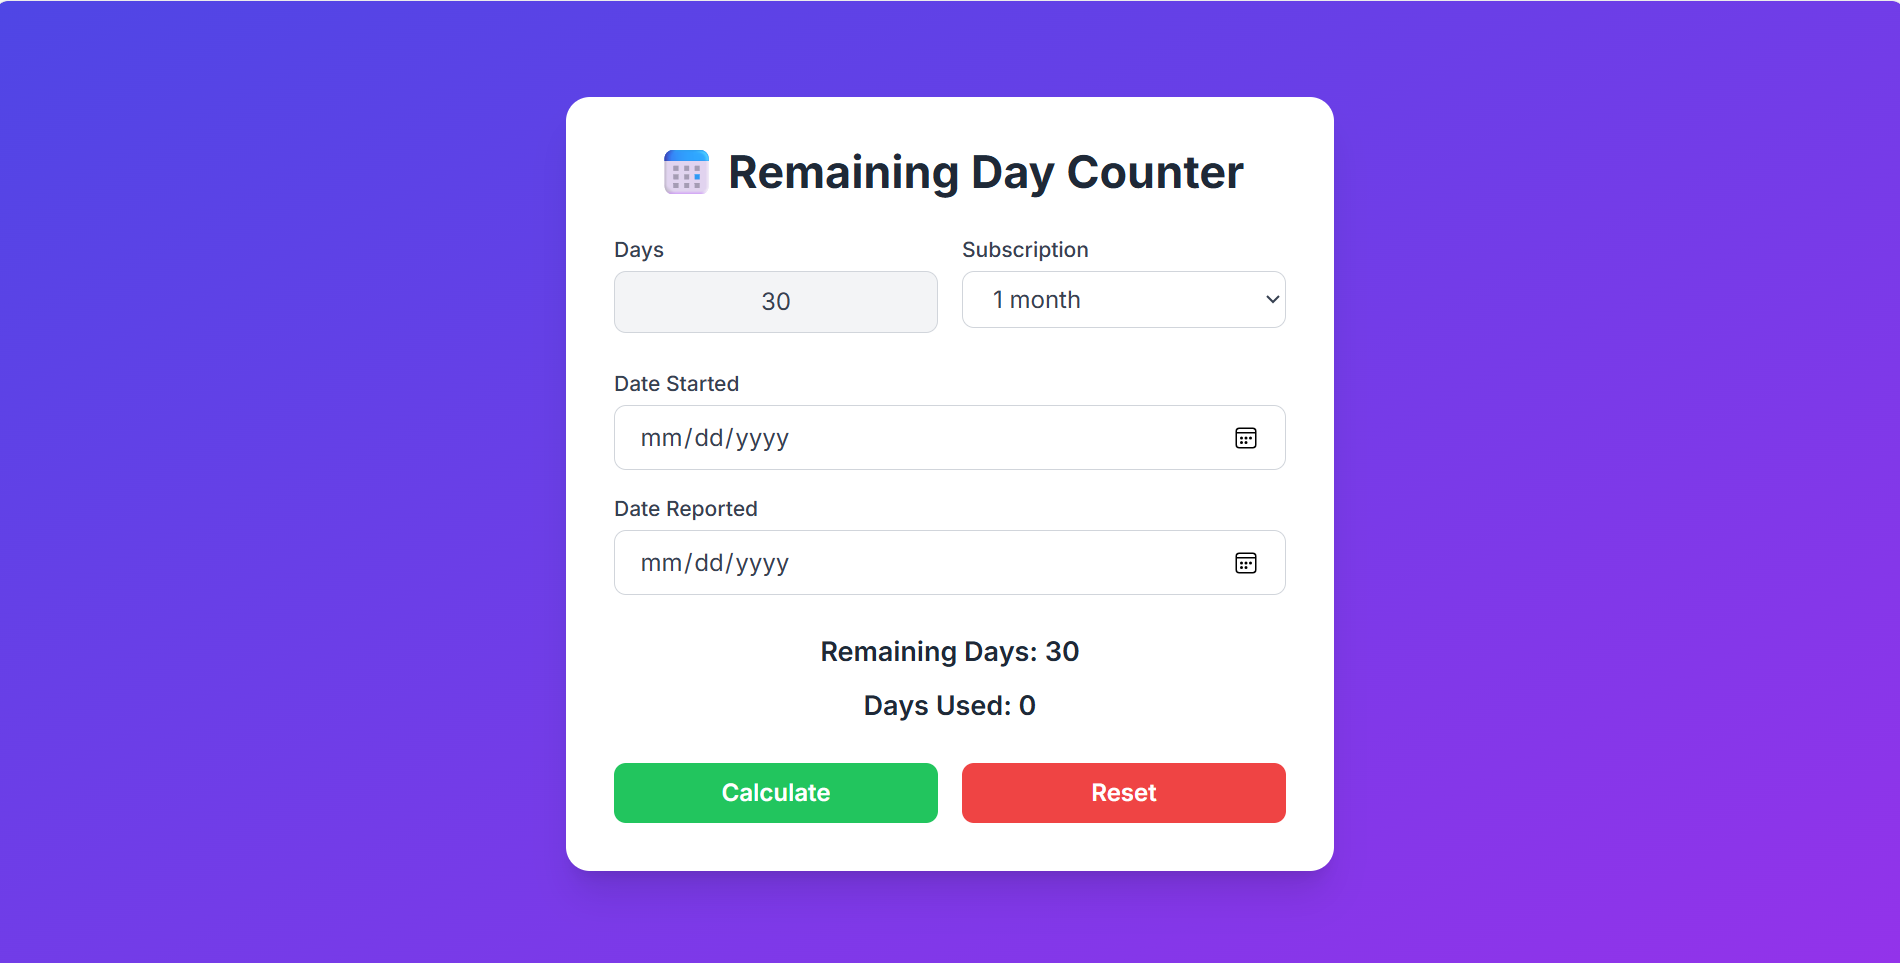 Remaining Day Counter
Days
Subscription
30
1 month
Date Started
mm/dd/yyyy
Date Reported
mm/dd/yyyy
Remaining Days: 30
Days Used: 0
Calculate
Reset